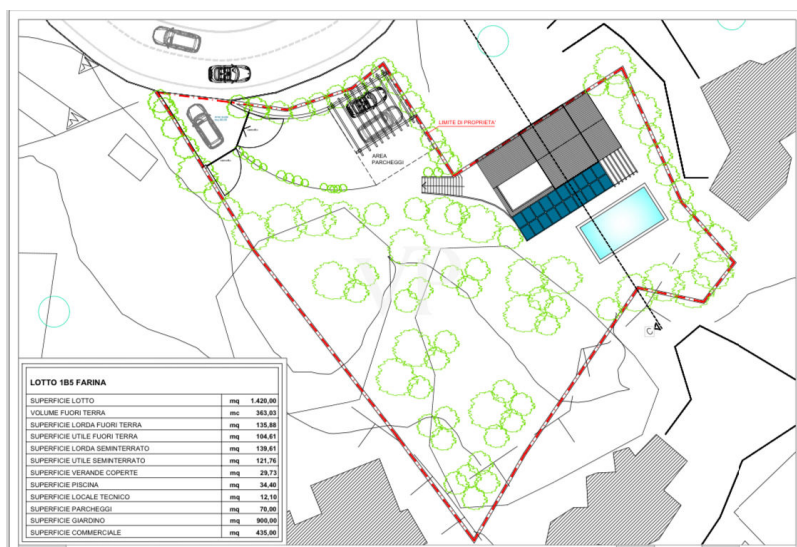 LIMITE DI PROPRIETA'
AREA
PARCHEGGI
VP
C
LOTTO 1B5 FARINA
SUPERFICIE LOTTO mq 1.420,00
VOLUME FUORI TERRA mc 363,03
SUPERFICIE LORDA FUORI TERRA mq 135,88
SUPERFICIE UTILE FUORI TERRA mq 104,61
SUPERFICIE LORDA SEMINTERRATO mq 139,61
SUPERFICIE UTILE SEMINTERRATO mq 121,76
SUPERFICIE VERANDE COPERTE mq 29,73
SUPERFICIE PISCINA mq 34,40
SUPERFICIE LOCALE TECNICO mq 12,10
SUPERFICIE PARCHEGGI mq 70,00
SUPERFICIE GIARDINO mq 900,00
SUPERFICIE COMMERCIALE mq 435,00